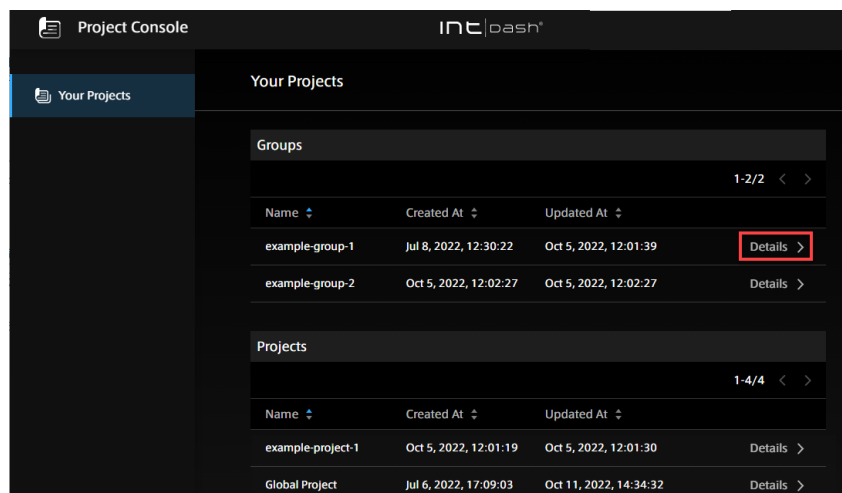 Project Console
INT|DASH®
Your Projects
Your Projects
Groups
1-2/2
Name Created At Updated At
example-group-1 Jul 8, 2022, 12:30:22 Oct 5, 2022, 12:01:39 Details
example-group-2 Oct 5, 2022, 12:02:27 Oct 5, 2022, 12:02:27 Details
Projects
1-4/4
Name Created At Updated At
example-project-1 Oct 5, 2022, 12:01:19 Oct 5, 2022, 12:01:30 Details
Global Project Jul 6, 2022, 17:09:03 Oct 11, 2022, 14:34:32 Details